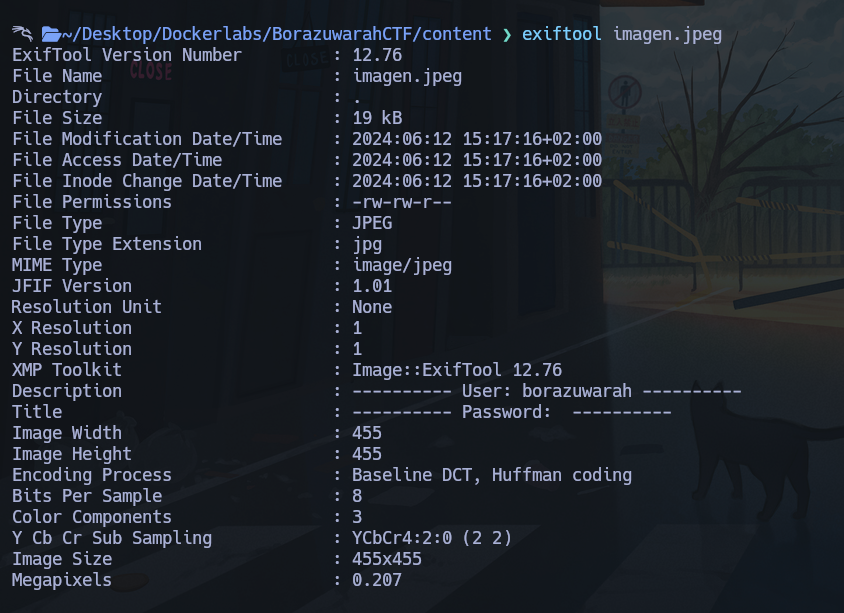 ~/Desktop/Dockerlabs/BorazuwarahCTF/content ❯ exiftool imagen.jpeg
ExifTool Version Number         : 12.76
File Name                       : imagen.jpeg
Directory                       : .
File Size                       : 19 kB
File Modification Date/Time     : 2024:06:12 15:17:16+02:00
File Access Date/Time           : 2024:06:12 15:17:16+02:00
File Inode Change Date/Time     : 2024:06:12 15:17:16+02:00
File Permissions                : -rw-rw-r--
File Type                       : JPEG
File Type Extension             : jpg
MIME Type                       : image/jpeg
JFIF Version                    : 1.01
Resolution Unit                 : None
X Resolution                    : 1
Y Resolution                    : 1
XMP Toolkit                     : Image::ExifTool 12.76
Description                     : ---------- User: borazuwarah ----------
Title                           : ---------- Password:  ----------
Image Width                     : 455
Image Height                    : 455
Encoding Process                : Baseline DCT, Huffman coding
Bits Per Sample                 : 8
Color Components                : 3
Y Cb Cr Sub Sampling            : YCbCr4:2:0 (2 2)
Image Size                      : 455x455
Megapixels                      : 0.207
CLOSE
CLOSE